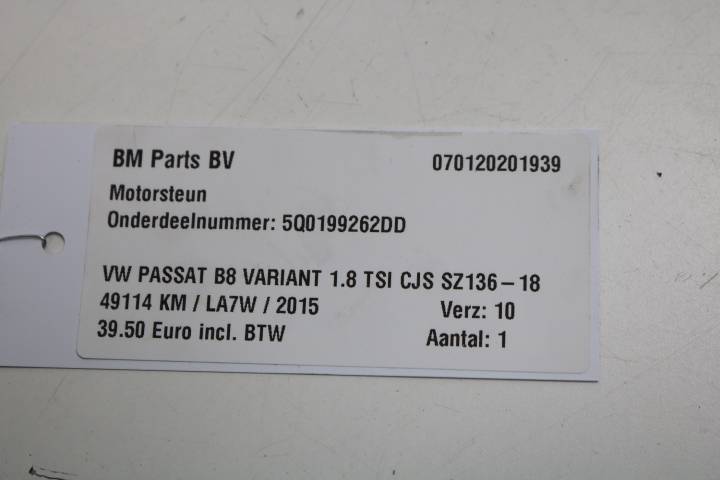 BM Parts BV 070120201939
Motorsteun
Onderdeelnummer: 5Q0199262DD
VW PASSAT B8 VARIANT 1.8 TSI CJS SZ136-18
49114 KM / LA7W / 2015 Verz: 10
39.50 Euro incl. BTW Aantal: 1